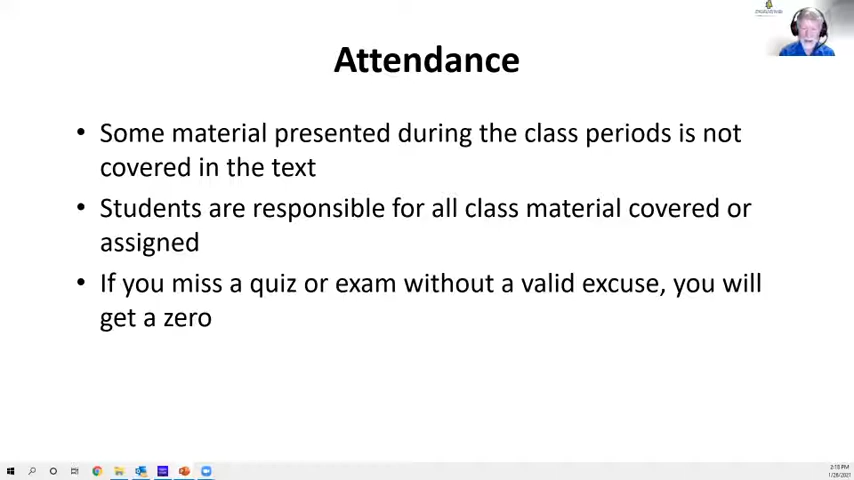 Attendance
• Some material presented during the class periods is not
covered in the text
• Students are responsible for all class material covered or
assigned
• If you miss a quiz or exam without a valid excuse, you will
get a zero
2:15 PM
1/28/2021